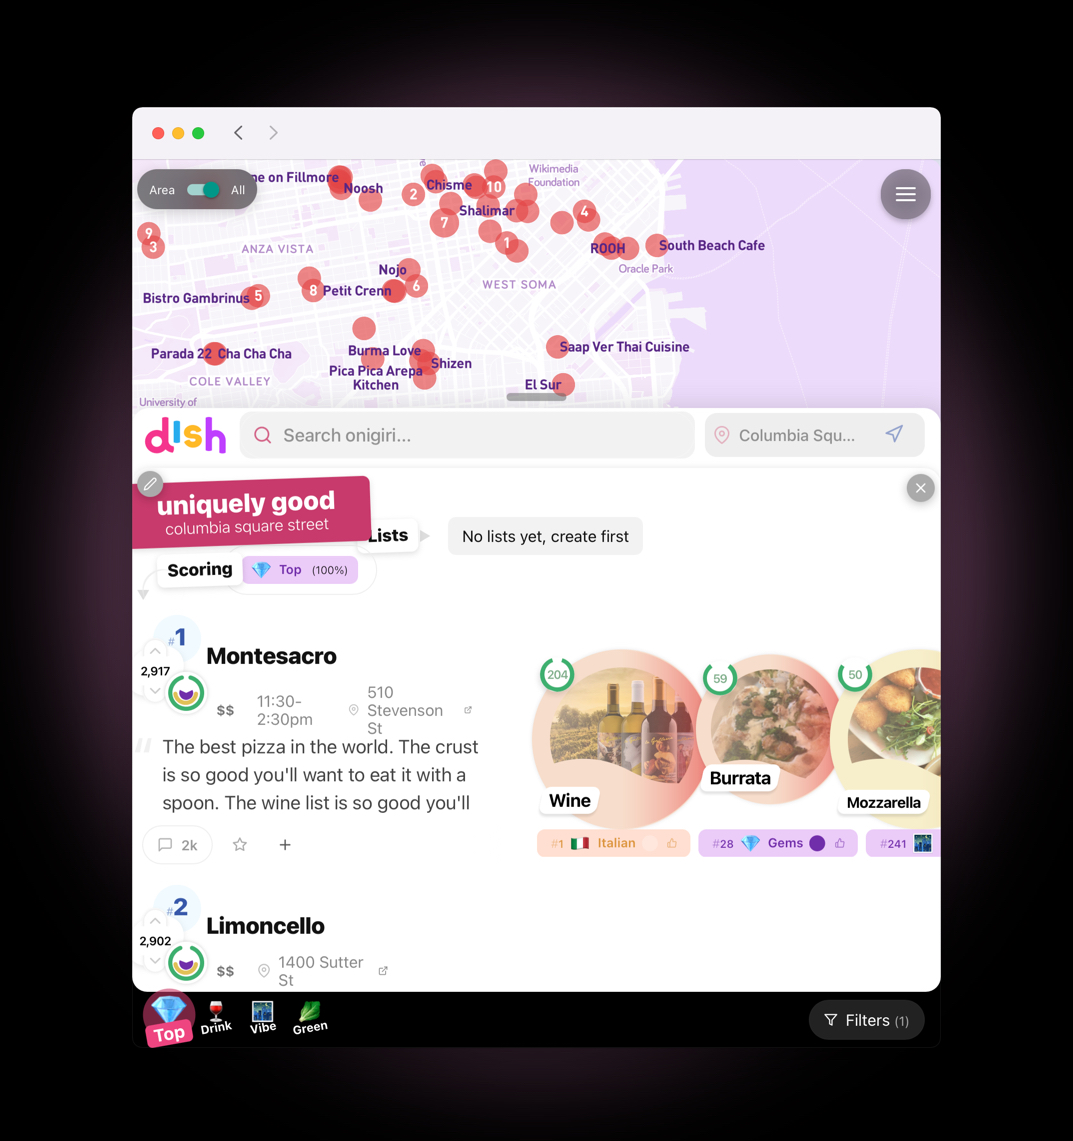 Area
All
ne on Fillmore
Noosh
2
Chisme
10
Wikimedia
Foundation
Shalimar
7
4
9
3
1
ANZA VISTA
ROOH
South Beach Cafe
Oracle Park
Nojo
WEST SOMA
Bistro Gambrinus
5
8
Petit Crenn
6
Parada 22
Cha Cha Cha
Burma Love
Saap Ver Thai Cuisine
Pica Pica Arepa
Kitchen
Shizen
COLE VALLEY
El Sur
University of
dish
Search onigiri...
Columbia Squ...
uniquely good
columbia square street
Lists
No lists yet, create first
Scoring
Top (100%)
#1
Montesacro
2,917
$$
11:30-
2:30pm
510
Stevenson
St
The best pizza in the world. The crust
is so good you'll want to eat it with a
spoon. The wine list is so good you'll
2k
204
Wine
59
Burrata
50
Mozzarella
#1 Italian
#28 Gems
#241
#2
Limoncello
2,902
$$
1400 Sutter
St
Top
Drink
Vibe
Green
Filters (1)